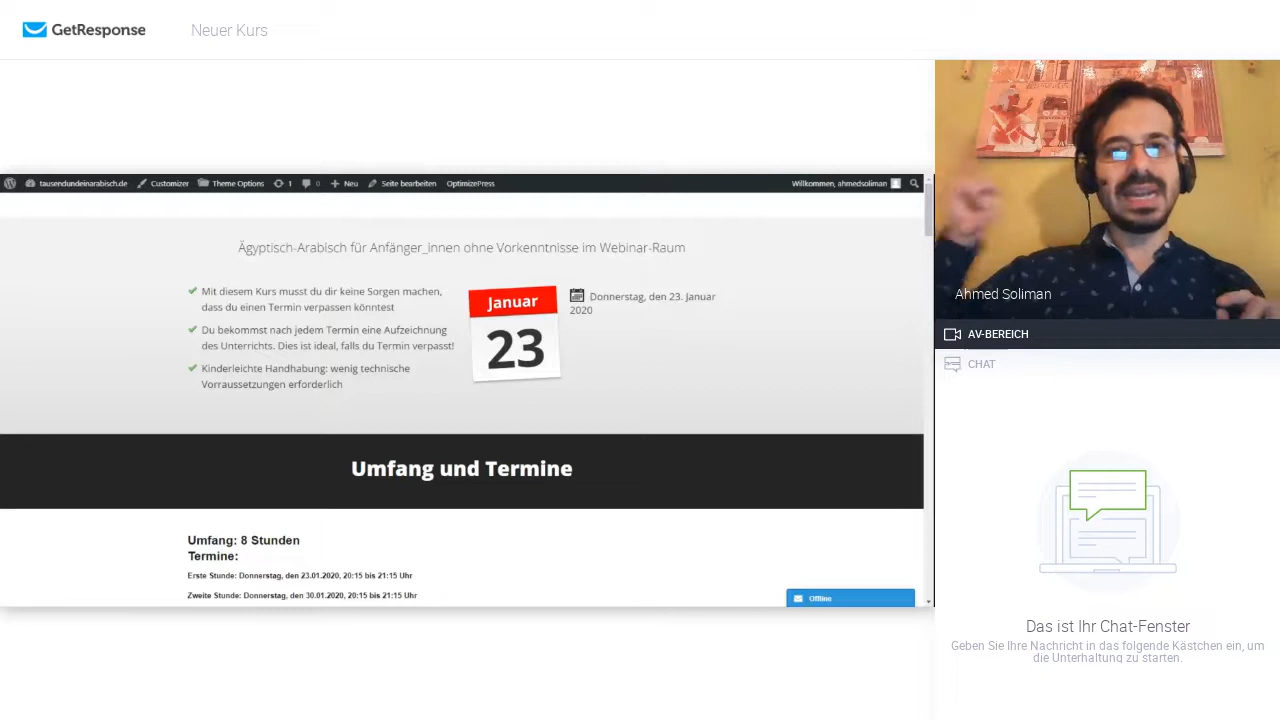 GetResponse
Neuer Kurs
tausendundeinarabisch.de Customizer Theme Options 1 0 Neu Seite bearbeiten OptimizePress Willkommen, ahmedsoliman
Ägyptisch-Arabisch für Anfänger_innen ohne Vorkenntnisse im Webinar-Raum
Mit diesem Kurs musst du dir keine Sorgen machen,
dass du einen Termin verpassen könntest
Du bekommst nach jedem Termin eine Aufzeichnung
des Unterrichts. Dies ist ideal, falls du Termin verpasst!
Kinderleichte Handhabung: wenig technische
Vorraussetzungen erforderlich
Januar
23
Donnerstag, den 23. Januar
2020
Umfang und Termine
Umfang: 8 Stunden
Termine:
Erste Stunde: Donnerstag, den 23.01.2020, 20:15 bis 21:15 Uhr
Zweite Stunde: Donnerstag, den 30.01.2020, 20:15 bis 21:15 Uhr
Offline
Ahmed Soliman
AV-BEREICH
CHAT
Das ist Ihr Chat-Fenster
Geben Sie Ihre Nachricht in das folgende Kästchen ein, um
die Unterhaltung zu starten.